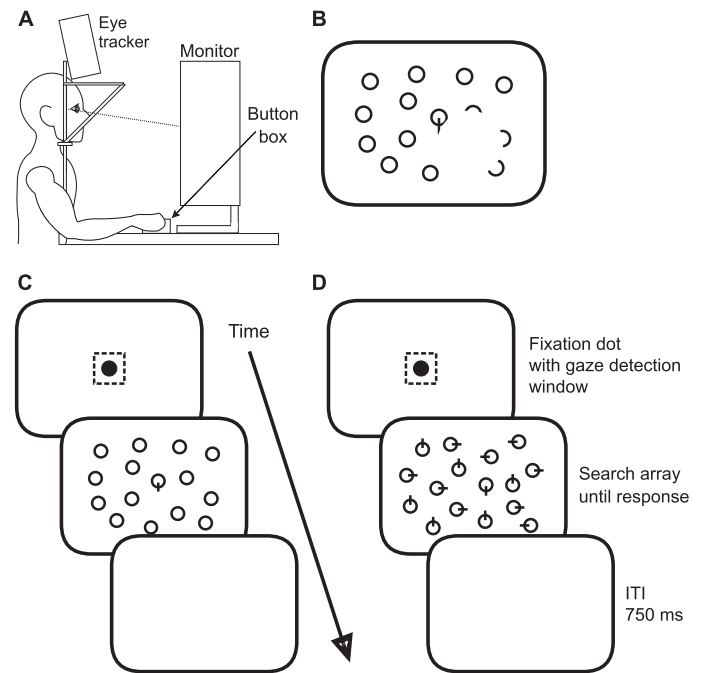 A
Eye
tracker
Monitor
Button
box
B
C
Time
D
Fixation dot
with gaze detection
window
Search array
until response
ITI
750 ms